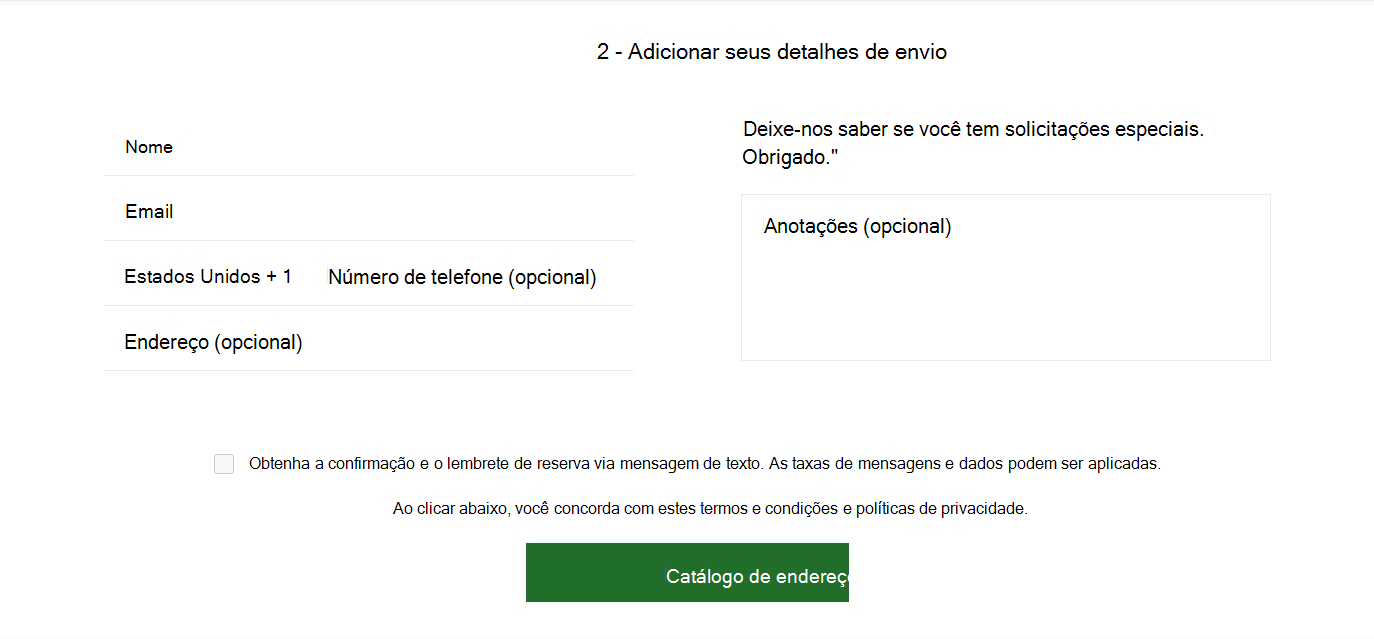 2 - Adicionar seus detalhes de envio
Nome
Email
Estados Unidos + 1 Número de telefone (opcional)
Endereço (opcional)
Deixe-nos saber se você tem solicitações especiais.
Obrigado."
Anotações (opcional)
Obtenha a confirmação e o lembrete de reserva via mensagem de texto. As taxas de mensagens e dados podem ser aplicadas.
Ao clicar abaixo, você concorda com estes termos e condições e políticas de privacidade.
Catálogo de endereç